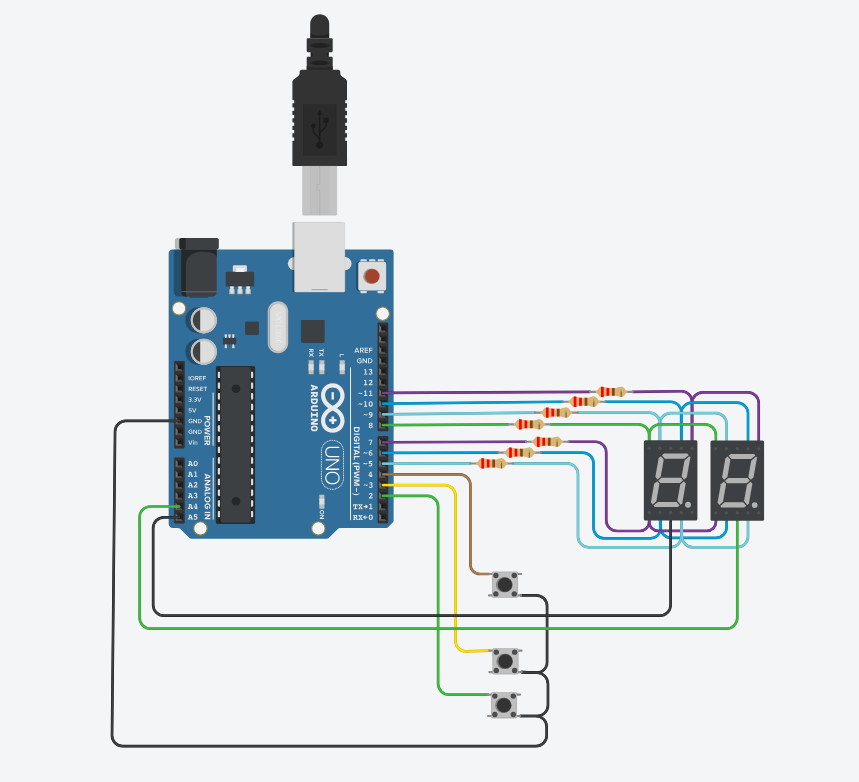 AREF
GND
13
12
~11
~10
~9
8
7
~6
~5
4
~3
2
TX→1
RX←0
DIGITAL (PWM~)
RX
TX
L
ARDUINO
UNO
ON
IOREF
RESET
3.3V
5V
GND
GND
Vin
POWER
A0
A1
A2
A3
A4
A5
ANALOG IN